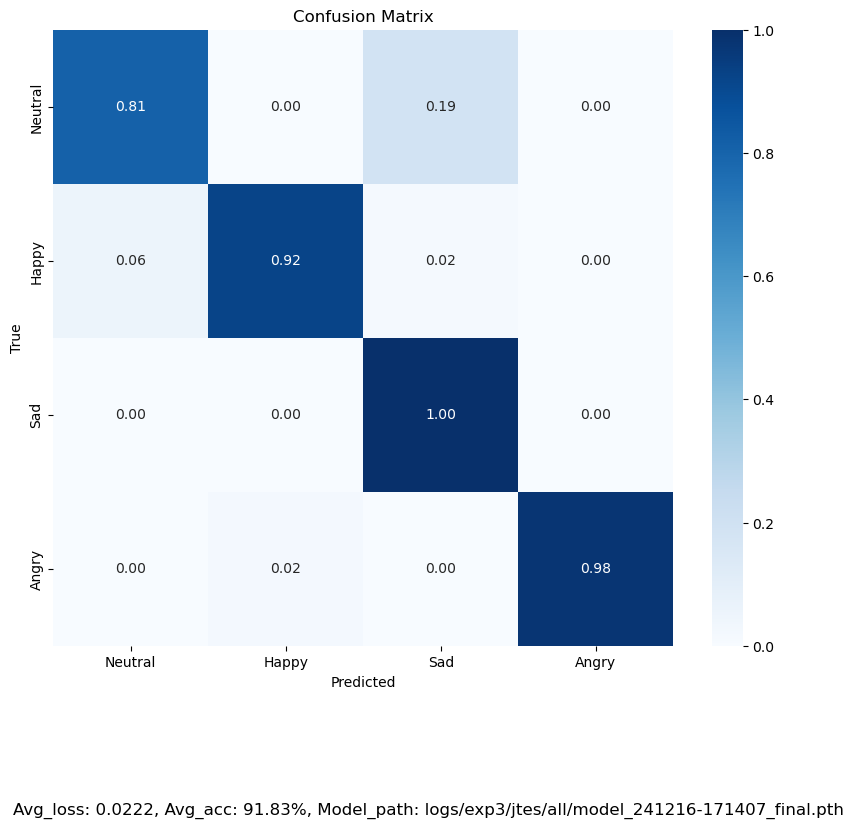 Confusion Matrix
Neutral 0.81 0.00 0.19 0.00
Happy 0.06 0.92 0.02 0.00
Sad 0.00 0.00 1.00 0.00
Angry 0.00 0.02 0.00 0.98
True
Neutral Happy Sad Angry
Predicted
1.0
0.8
0.6
0.4
0.2
0.0
Avg_loss: 0.0222, Avg_acc: 91.83%, Model_path: logs/exp3/jtes/all/model_241216-171407_final.pth